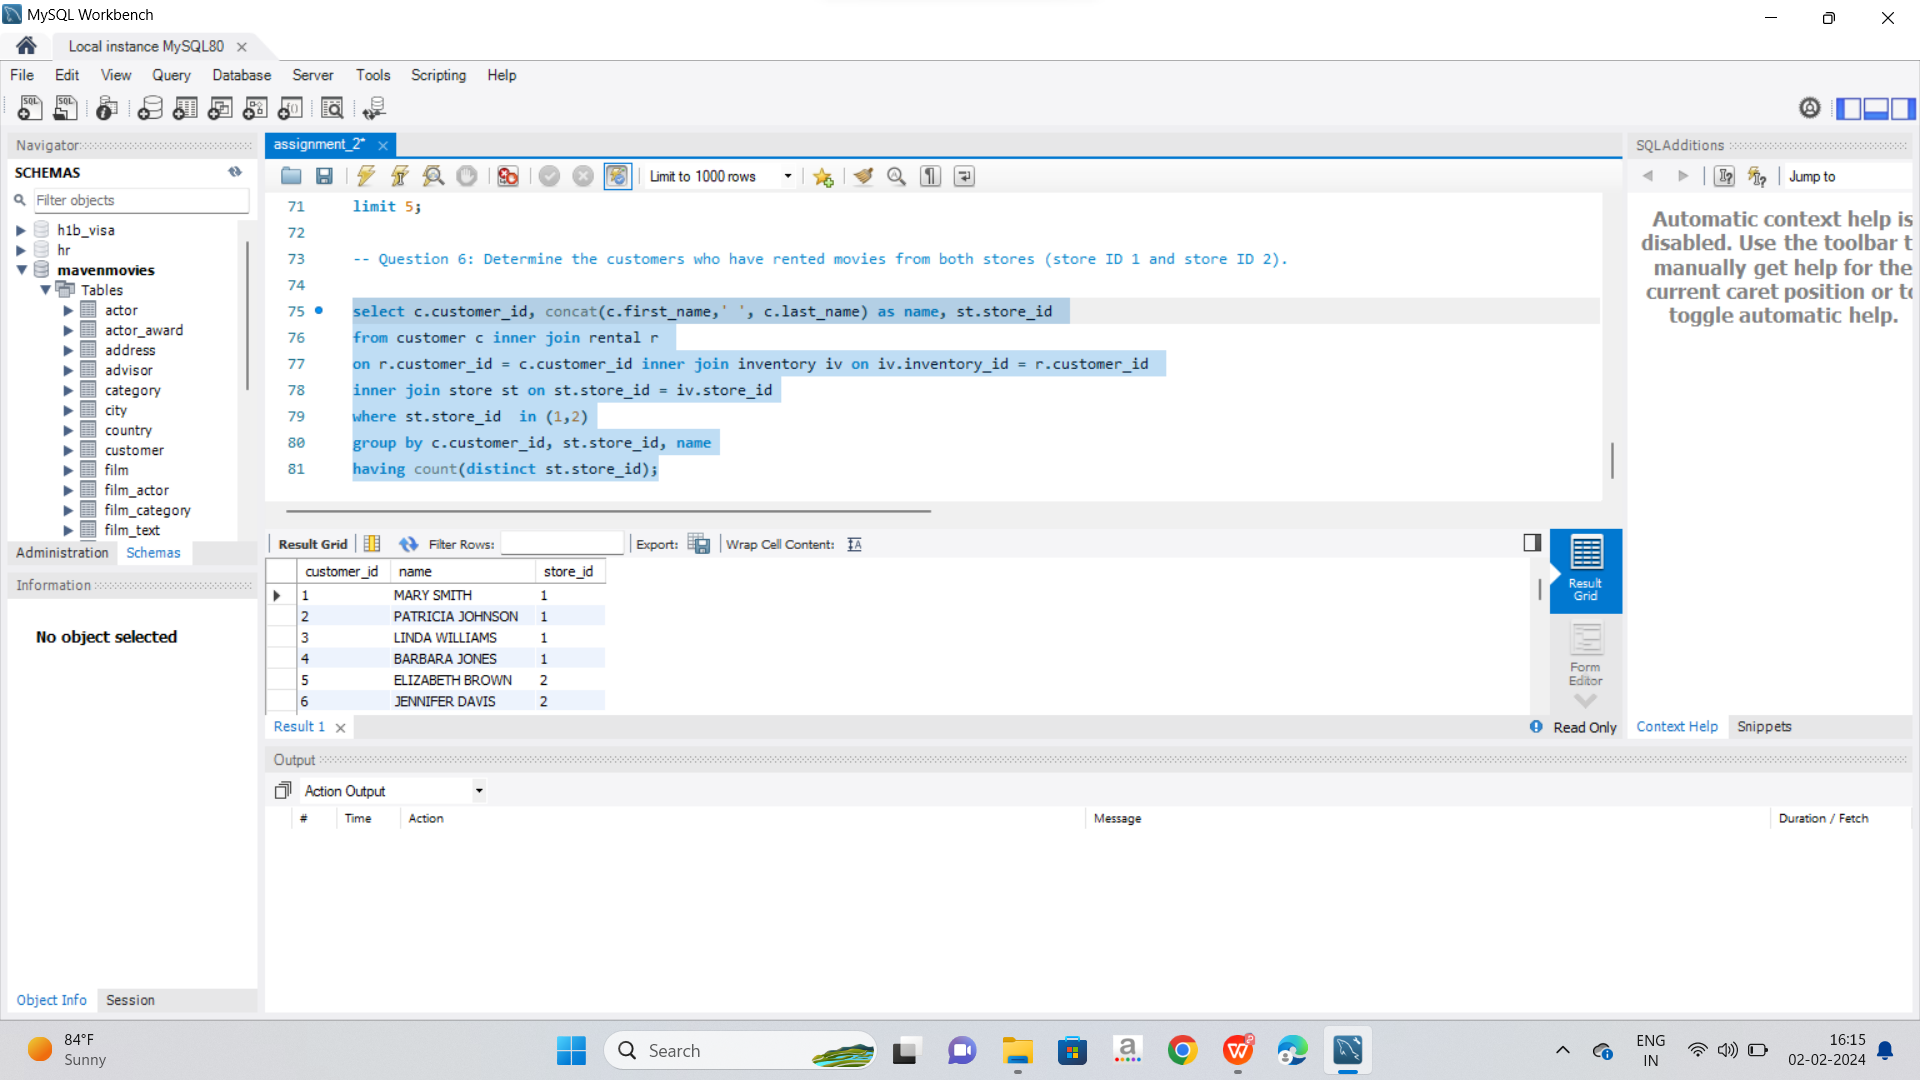 MySQL Workbench
Local instance MySQL80
File Edit View Query Database Server Tools Scripting Help
Navigator
SCHEMAS
Filter objects
h1b_visa
hr
mavenmovies
Tables
actor
actor_award
address
advisor
category
city
country
customer
film
film_actor
film_category
film_text
Administration Schemas
Information
No object selected
Object Info Session
assignment_2*
Limit to 1000 rows
71 limit 5;
72
73 -- Question 6: Determine the customers who have rented movies from both stores (store ID 1 and store ID 2).
74
75 select c.customer_id, concat(c.first_name,' ', c.last_name) as name, st.store_id
76 from customer c inner join rental r
77 on r.customer_id = c.customer_id inner join inventory iv on iv.inventory_id = r.customer_id
78 inner join store st on st.store_id = iv.store_id
79 where st.store_id  in (1,2)
80 group by c.customer_id, st.store_id, name
81 having count(distinct st.store_id);
Result Grid Filter Rows: Export: Wrap Cell Content:
customer_id name store_id
1 MARY SMITH 1
2 PATRICIA JOHNSON 1
3 LINDA WILLIAMS 1
4 BARBARA JONES 1
5 ELIZABETH BROWN 2
6 JENNIFER DAVIS 2
Result Grid
Form Editor
Result 1
Read Only
SQLAdditions
Jump to
Automatic context help is
disabled. Use the toolbar t
manually get help for the
current caret position or to
toggle automatic help.
Context Help Snippets
Output
Action Output
# Time Action Message Duration / Fetch
84°F
Sunny
Search
ENG
IN
16:15
02-02-2024